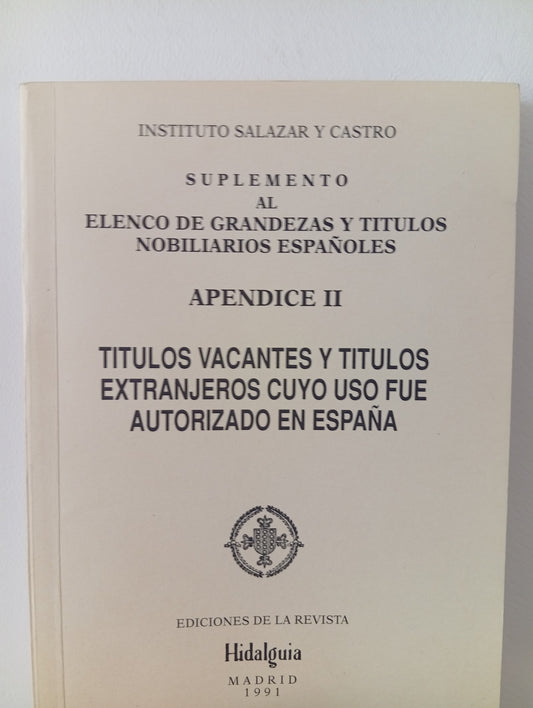 INSTITUTO SALAZAR Y CASTRO
SUPLEMENTO
AL
ELENCO DE GRANDEZAS Y TITULOS
NOBILIARIOS ESPAÑOLES
APENDICE II
TITULOS VACANTES Y TITULOS
EXTRANJEROS CUYO USO FUE
AUTORIZADO EN ESPAÑA
EDICIONES DE LA REVISTA
Hidalguia
MADRID
1991